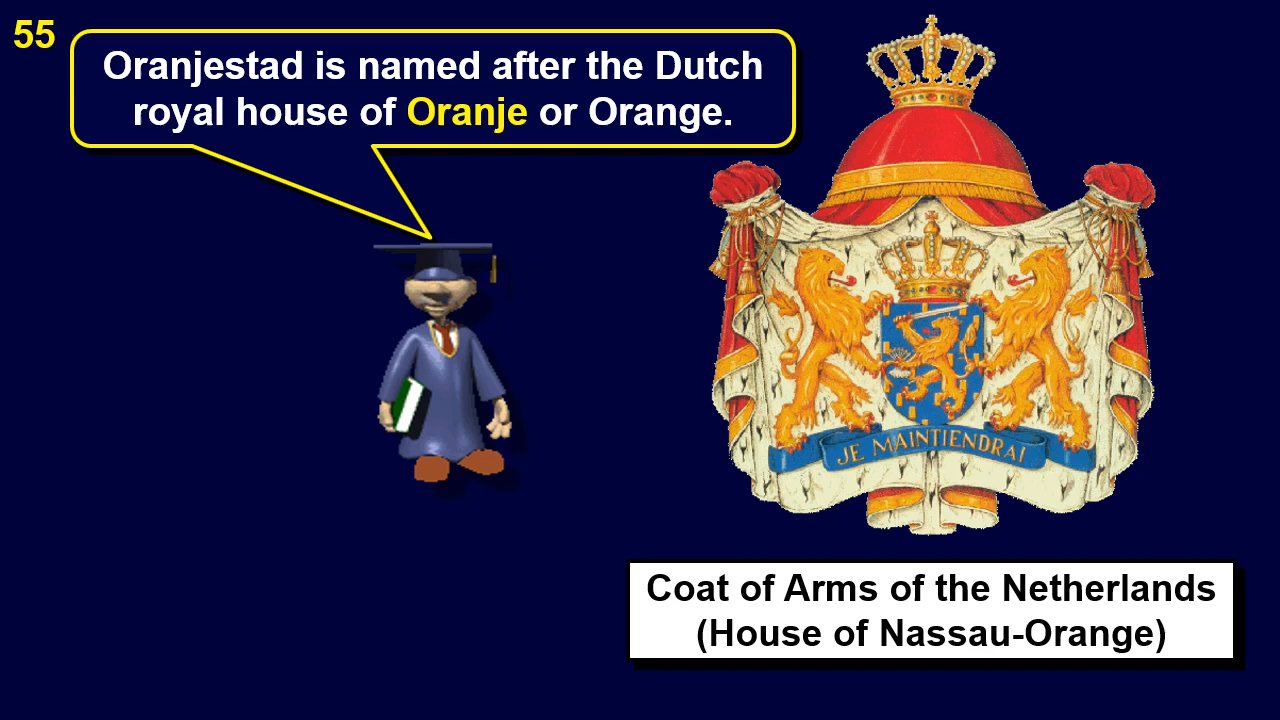 55
Oranjestad is named after the Dutch
royal house of Oranje or Orange.
JE MAINTIENDRAI
Coat of Arms of the Netherlands
(House of Nassau-Orange)